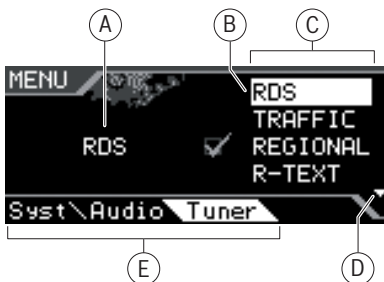 A B C
MENU
RDS
TRAFFIC
RDS REGIONAL
R-TEXT
Syst\Audio Tuner
E D